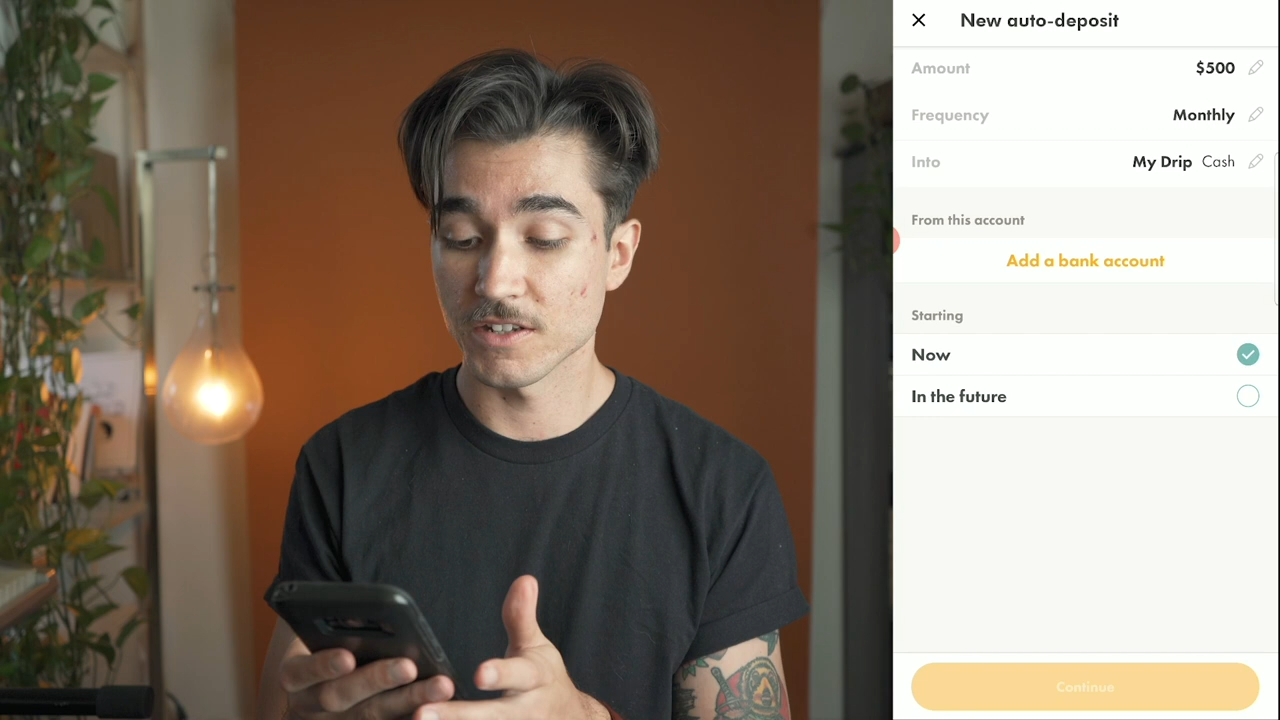 New auto-deposit
Amount $500
Frequency Monthly
Into My Drip Cash
From this account
Add a bank account
Starting
Now
In the future
Continue